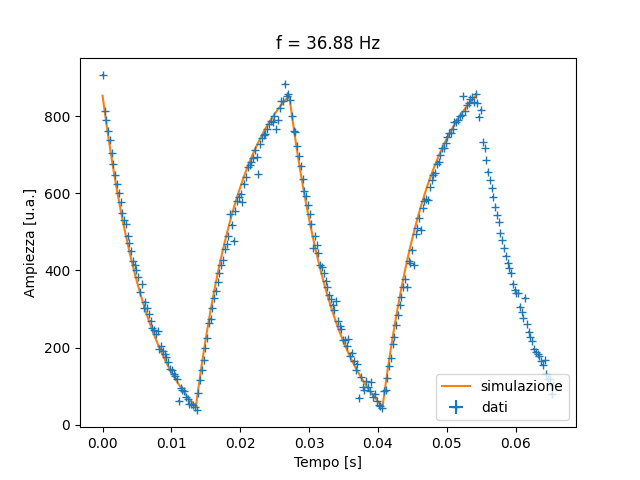 f = 36.88 Hz
Ampiezza [u.a.]
800
600
400
200
0
0.00 0.01 0.02 0.03 0.04 0.05 0.06
Tempo [s]
simulazione
dati